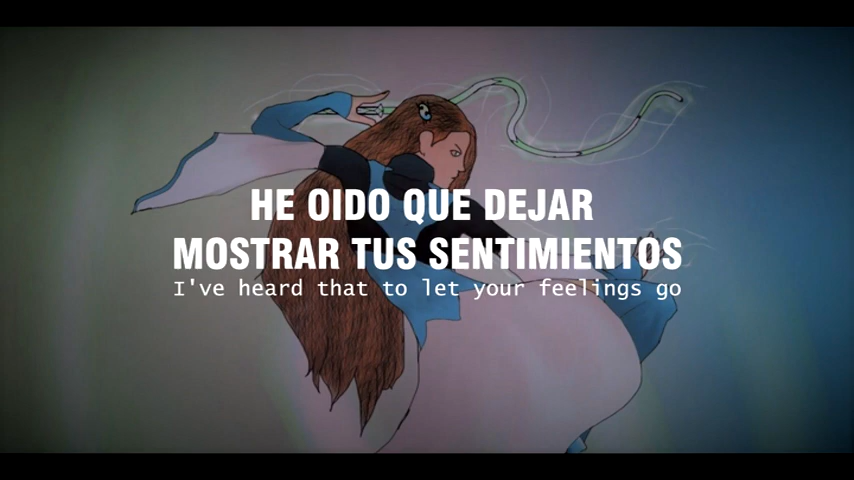 HE OIDO QUE DEJAR
MOSTRAR TUS SENTIMIENTOS
I've heard that to let your feelings go